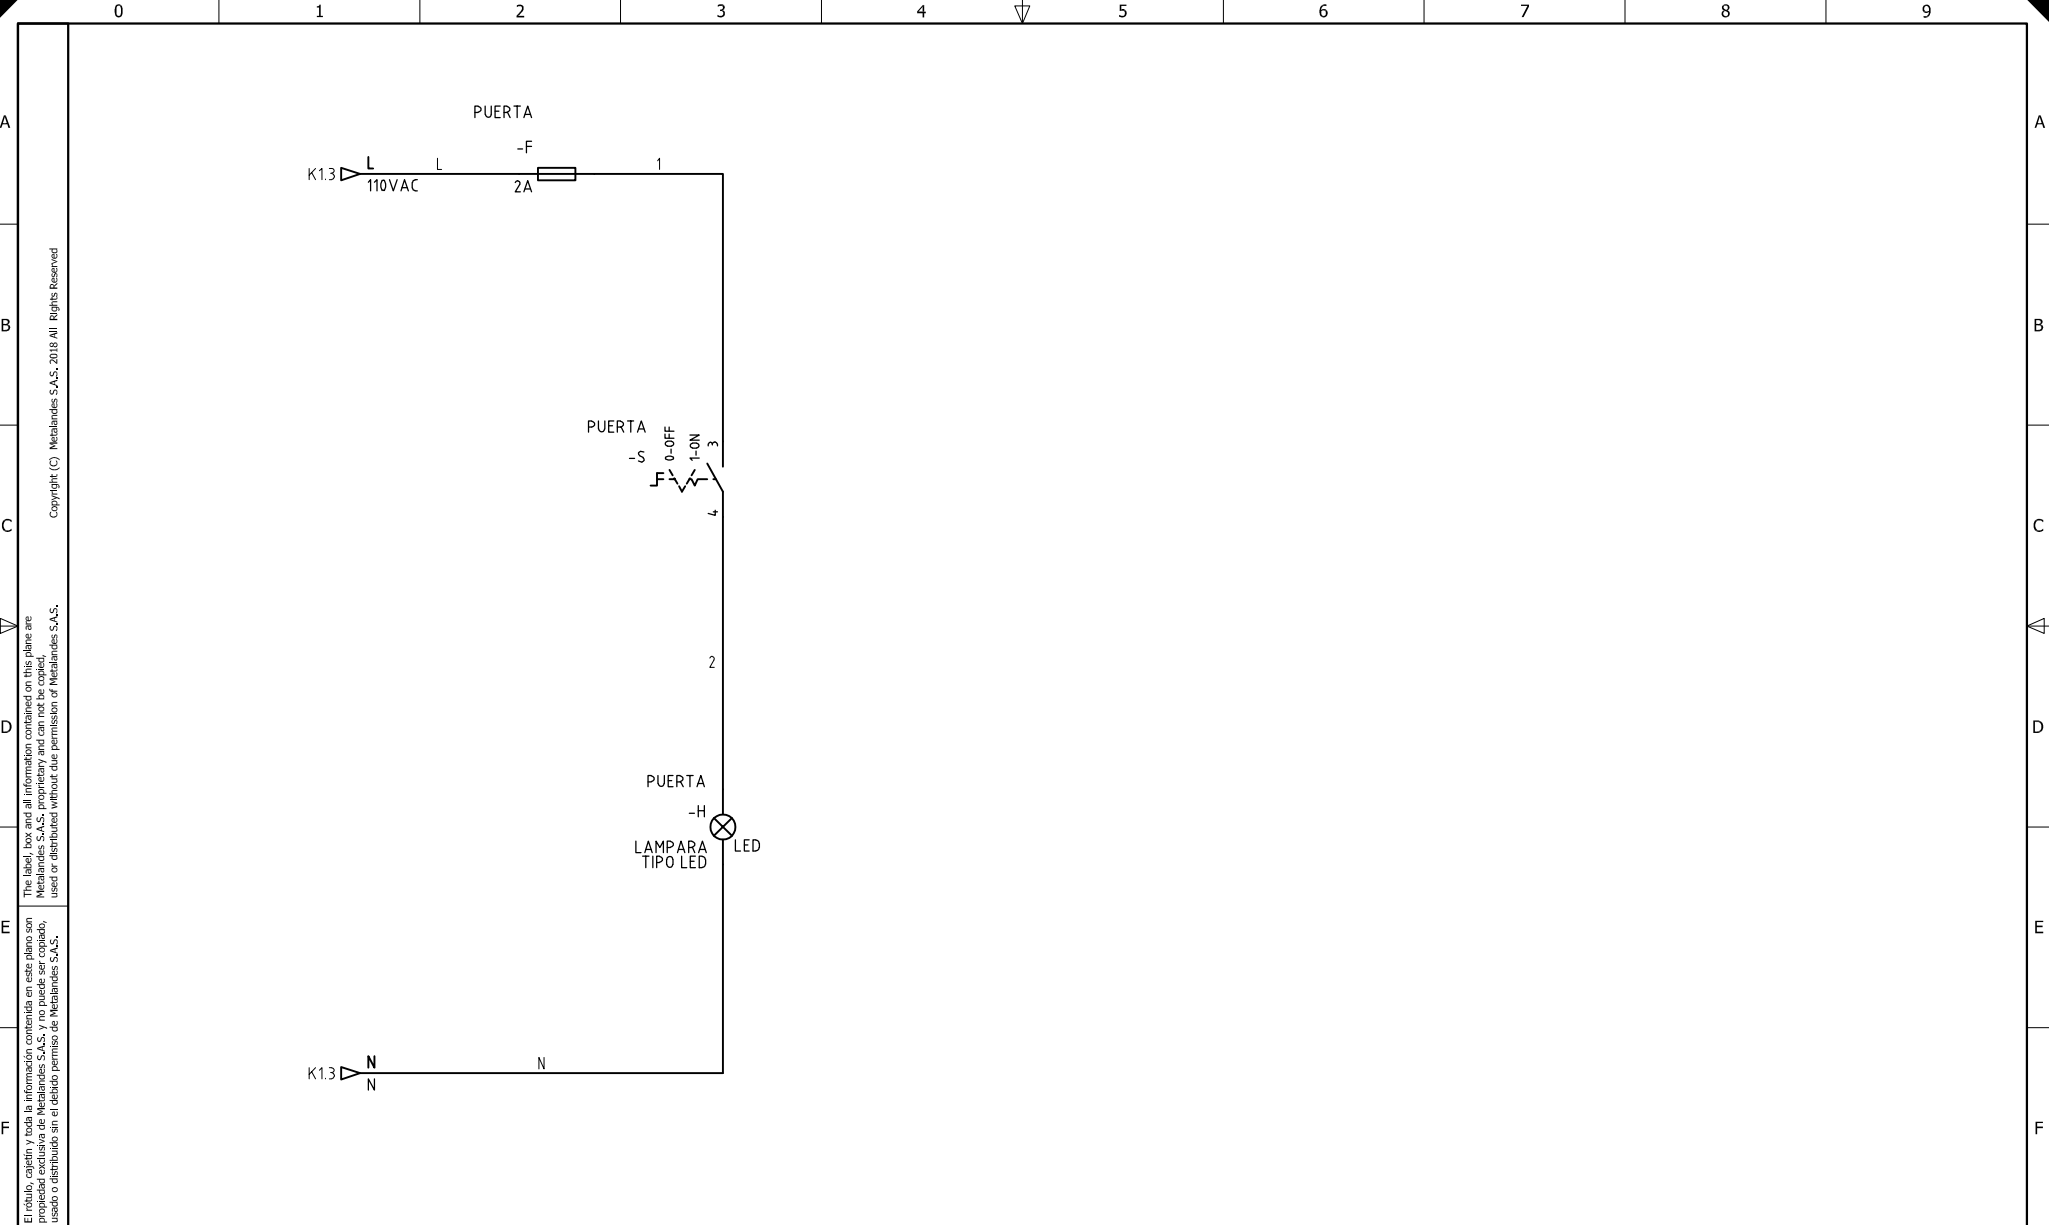 0 1 2 3 4 5 6 7 8 9
A A
PUERTA
-F
K1.3 L L 1
110VAC 2A
B B
PUERTA
-S
0-OFF
1-ON
3
4
C C
2
D D
PUERTA
-H
LAMPARA
TIPO LED
LED
E E
K1.3 N N
N
F F
Copyright (C) Metalandes S.A.S. 2018 All Rights Reserved
The label, box and all information contained on this plane are
Metalandes S.A.S. proprietary and can not be copied,
used or distributed without due permission of Metalandes S.A.S.
El rótulo, cajetín y toda la información contenida en este plano son
propiedad exclusiva de Metalandes S.A.S. y no puede ser copiado,
usado o distribuido sin el debido permiso de Metalandes S.A.S.